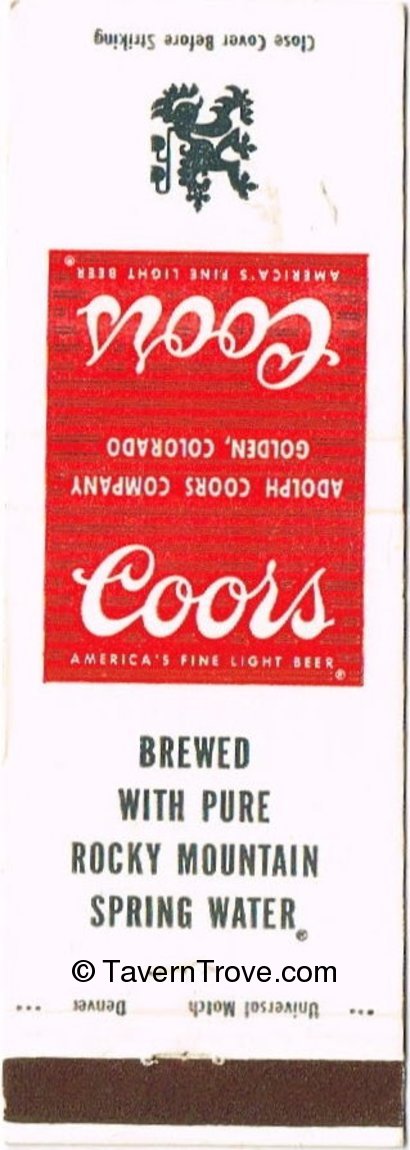 Close Cover Before Striking
AMERICA'S FINE LIGHT BEER ®
Coors
GOLDEN, COLORADO
ADOLPH COORS COMPANY
Coors
AMERICA'S FINE LIGHT BEER ®
BREWED
WITH PURE
ROCKY MOUNTAIN
SPRING WATER®
© TavernTrove.com
Universal Match Denver